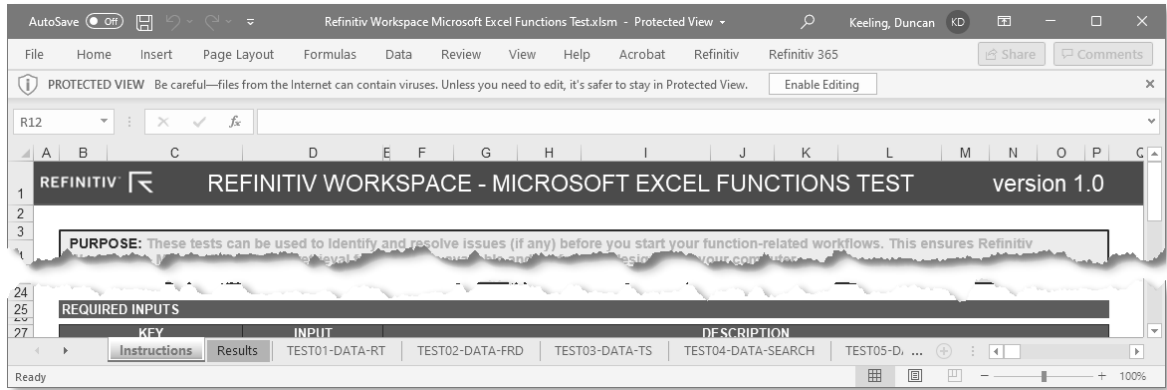 AutoSave Off Refinitiv Workspace Microsoft Excel Functions Test.xlsm - Protected View Keeling, Duncan KD
File Home Insert Page Layout Formulas Data Review View Help Acrobat Refinitiv Refinitiv 365 Share Comments
PROTECTED VIEW Be careful—files from the Internet can contain viruses. Unless you need to edit, it's safer to stay in Protected View. Enable Editing
R12 fx
A B C D E F G H I J K L M N O P Q
1 REFINITIV REFINITIV WORKSPACE - MICROSOFT EXCEL FUNCTIONS TEST version 1.0
2
3
PURPOSE: These tests can be used to Identify and resolve issues (if any) before you start your function-related workflows. This ensures Refinitiv
24
25 REQUIRED INPUTS
27 KEY INPUT DESCRIPTION
Instructions Results TEST01-DATA-RT TEST02-DATA-FRD TEST03-DATA-TS TEST04-DATA-SEARCH TEST05-D ...
Ready 100%